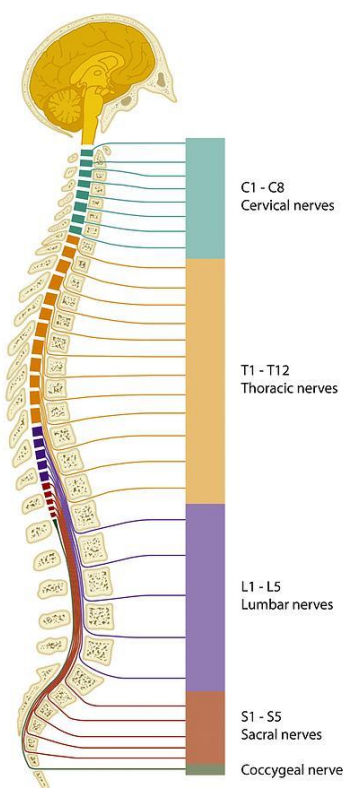 C1 - C8
Cervical nerves
T1 - T12
Thoracic nerves
L1 - L5
Lumbar nerves
S1 - S5
Sacral nerves
Coccygeal nerve